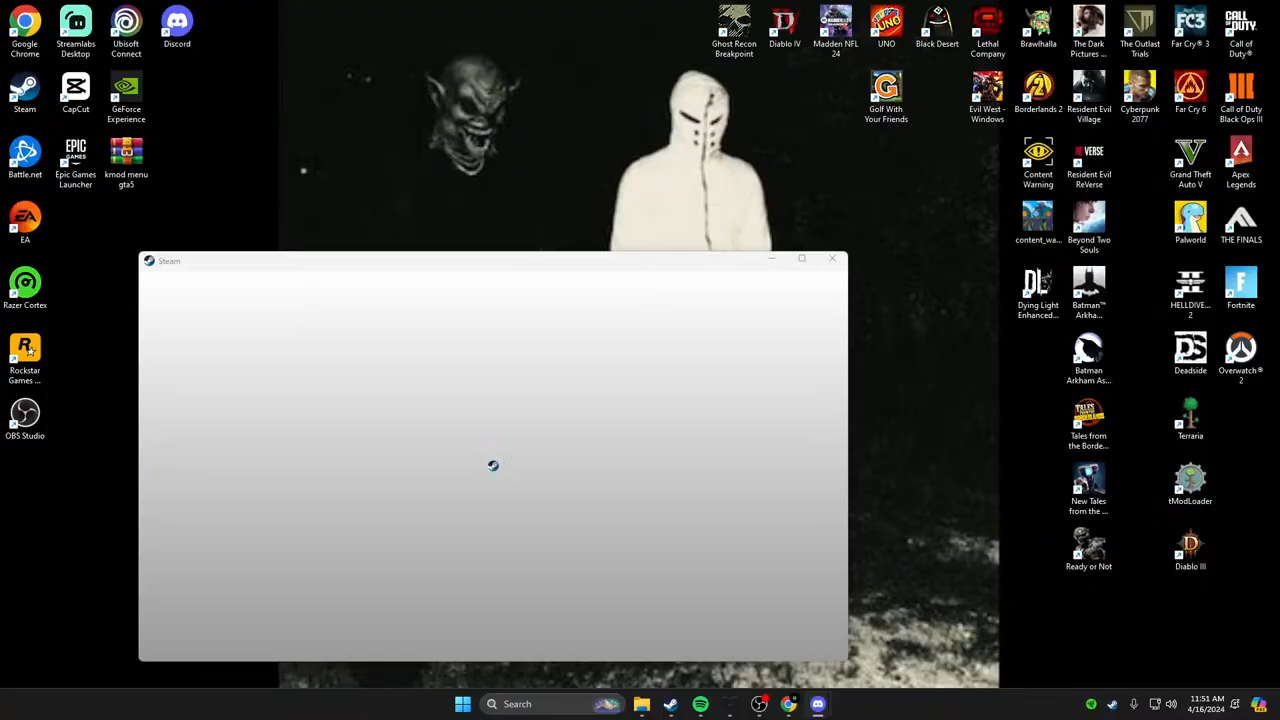 Google
Chrome
Streamlabs
Desktop
Ubisoft
Connect
Discord
Ghost Recon
Breakpoint
Diablo IV
Madden NFL
24
UNO
Black Desert
Lethal
Company
Brawlhalla
The Dark
Pictures ...
The Outlast
Trials
Far Cry® 3
Call of
Duty®
Steam
CapCut
GeForce
Experience
Golf With
Your Friends
Evil West -
Windows
Borderlands 2
Resident Evil
Village
Cyberpunk
2077
Far Cry 6
Call of Duty
Black Ops III
Battle.net
Epic Games
Launcher
kmod menu
gta5
Content
Warning
Resident Evil
ReVerse
Grand Theft
Auto V
Apex
Legends
EA
content_wa...
Beyond Two
Souls
Palworld
THE FINALS
Steam
Razer Cortex
Dying Light
Enhanced...
Batman™
Arkha...
HELLDIVE...
2
Fortnite
Rockstar
Games ...
Batman
Arkham As...
Deadside
Overwatch®
2
OBS Studio
Tales from
the Borde...
Terraria
New Tales
from the ...
tModLoader
Ready or Not
Diablo III
Search
11:51 AM
4/16/2024